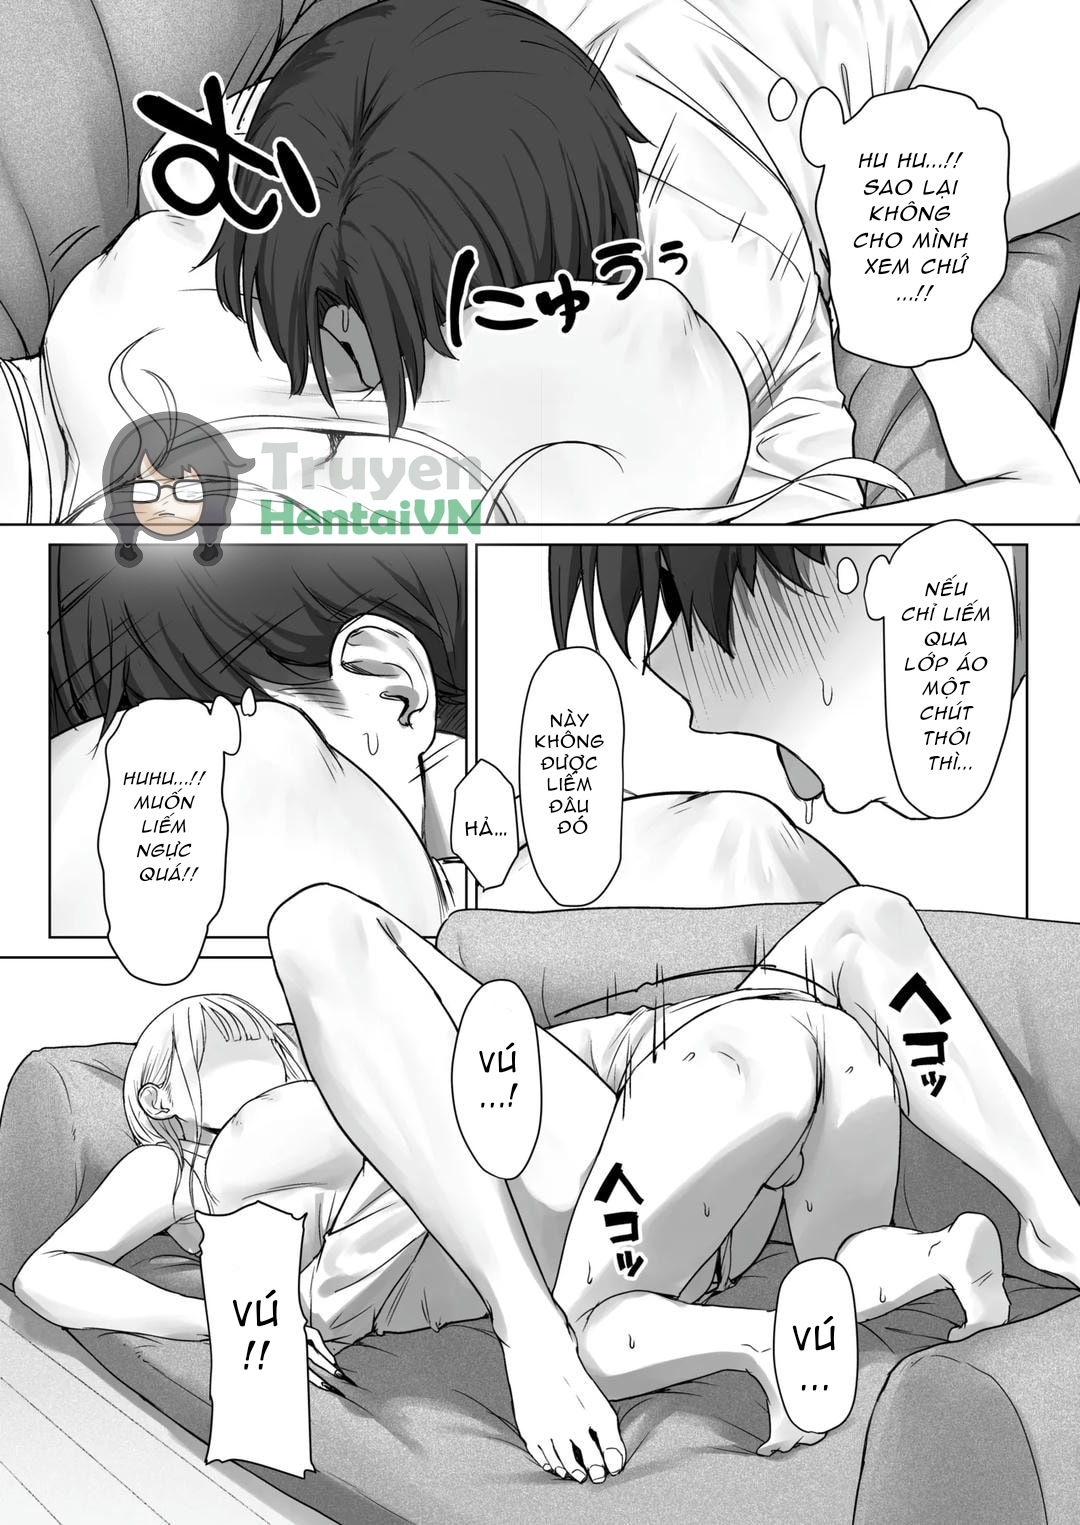 むにゅうぅ
HU HU...!!
SAO LẠI
KHÔNG
CHO MÌNH
XEM CHỨ
...!!
Truyen
HentaiVN
NẾU
CHỈ LIẾM
QUA
LỚP ÁO
MỘT
CHÚT
THÔI
THÌ...
NÀY
KHÔNG
ĐƯỢC
LIẾM
ĐÂU
ĐÓ
HẢ...
HUHU...!!
MUỐN
LIẾM
NGỰC
QUÁ!!
ヘコッ
VÚ
...!
ヘコッ
VÚ
...
VÚ
!!